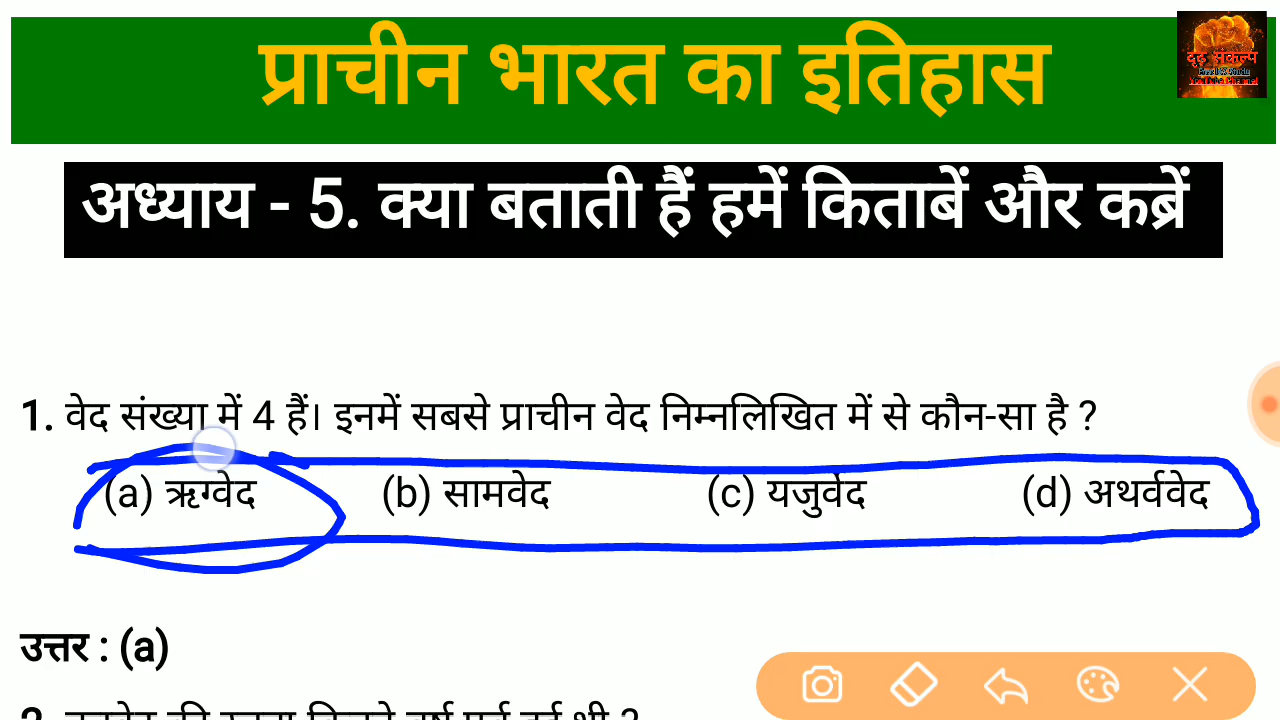 प्राचीन भारत का इतिहास
दृढ़ संकल्प
अध्याय - 5. क्या बताती हैं हमें किताबें और कब्रें
1. वेद संख्या में 4 हैं। इनमें सबसे प्राचीन वेद निम्नलिखित में से कौन-सा है ?
(a) ऋग्वेद (b) सामवेद (c) यजुर्वेद (d) अथर्ववेद
उत्तर : (a)